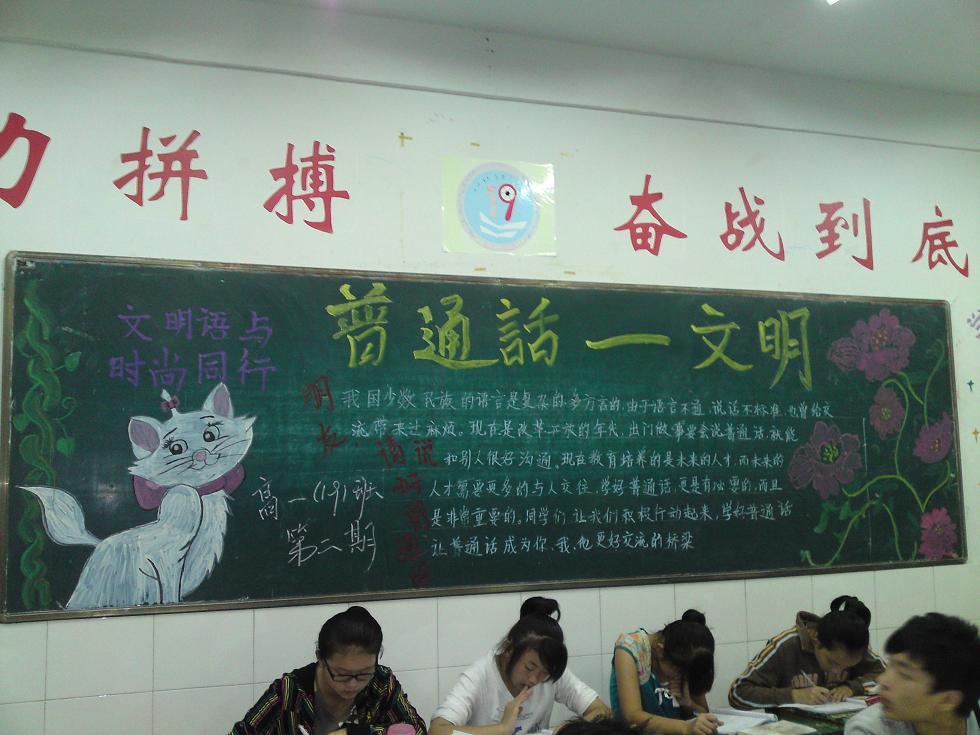 力拼搏
19
奋战到底
普通話一文明
文明语与
时尚同行
我国少数民族的语言是复杂的多方言的,由于语言不通,说话不标准,也曾给交
流带来过麻烦。现在是改革开放的年代,出门做事要会说普通话,就能
和别人很好沟通。现在教育培养的是未来的人才,而未来的
人才需要更多的与人交往,学好普通话,更是有必要的,而且
是非常重要的。同学们,让我们积极行动起来,学好普通话
让普通话成为你、我、他更好交流的桥梁
高一(19)班
第二期